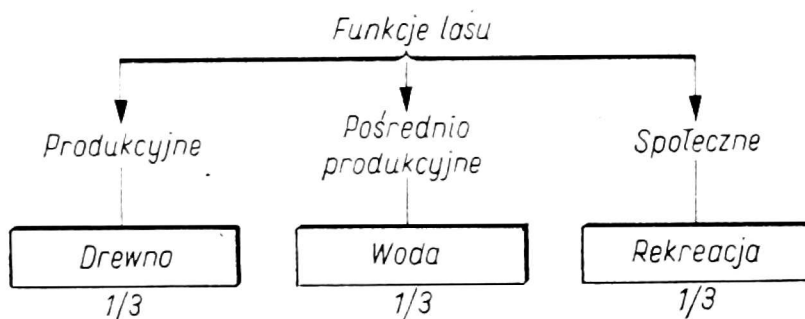 Funkcje lasu
Produkcyjne
Pośrednio
produkcyjne
Społeczne
Drewno
Woda
Rekreacja
1/3
1/3
1/3